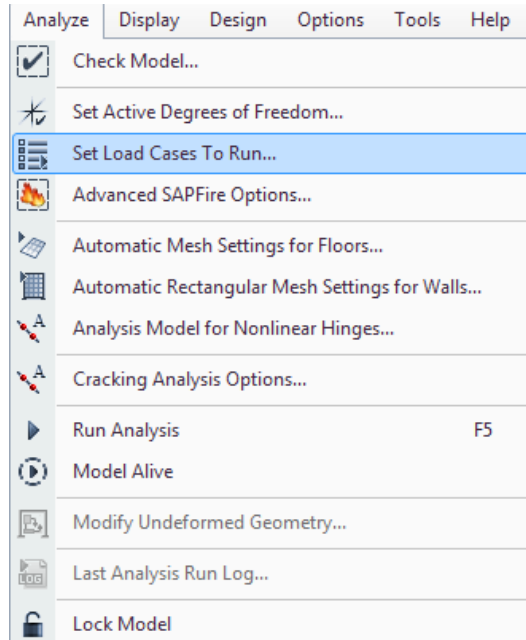 Analyze Display Design Options Tools Help
Check Model...
Set Active Degrees of Freedom...
Set Load Cases To Run...
Advanced SAPFire Options...
Automatic Mesh Settings for Floors...
Automatic Rectangular Mesh Settings for Walls...
A Analysis Model for Nonlinear Hinges...
A Cracking Analysis Options...
Run Analysis F5
Model Alive
Modify Undeformed Geometry...
LOG Last Analysis Run Log...
Lock Model